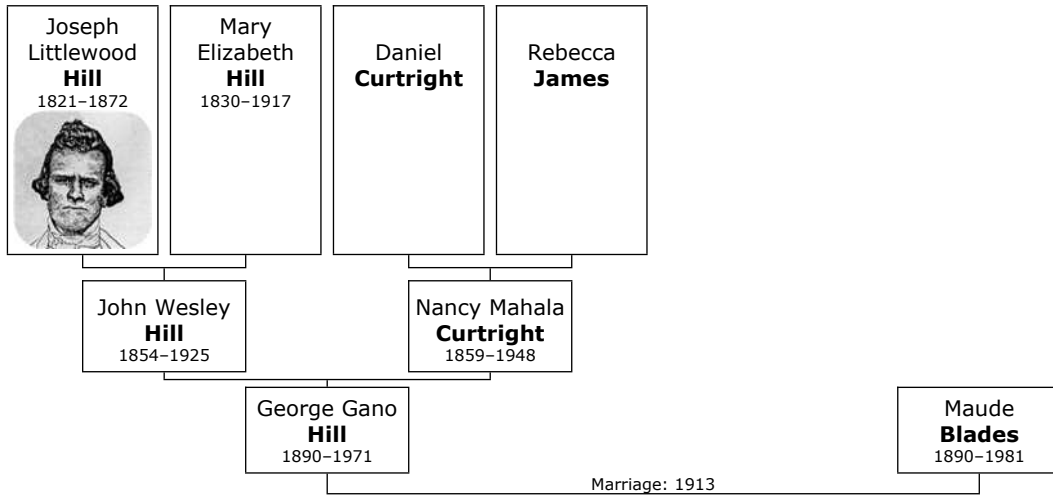 Joseph
Littlewood
Hill
1821–1872
Mary
Elizabeth
Hill
1830–1917
Daniel
Curtright
Rebecca
James
John Wesley
Hill
1854–1925
Nancy Mahala
Curtright
1859–1948
George Gano
Hill
1890–1971
Maude
Blades
1890–1981
Marriage: 1913